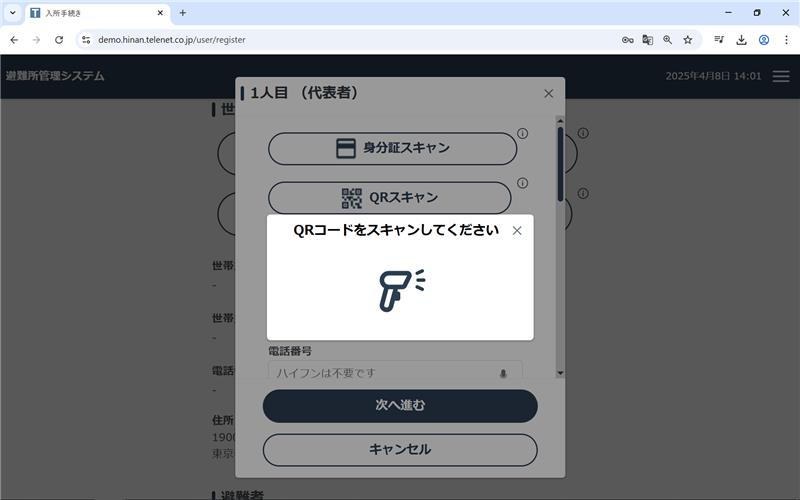 入所手続き
demo.hinan.telenet.co.jp/user/register
避難所管理システム
2025年4月8日 14:01
世
1人目 （代表者）
身分証スキャン
QRスキャン
QRコードをスキャンしてください
世帯
-
世帯
-
電話番号
ハイフンは不要です
電話
-
次へ進む
住所
1900
東京
キャンセル
避難者